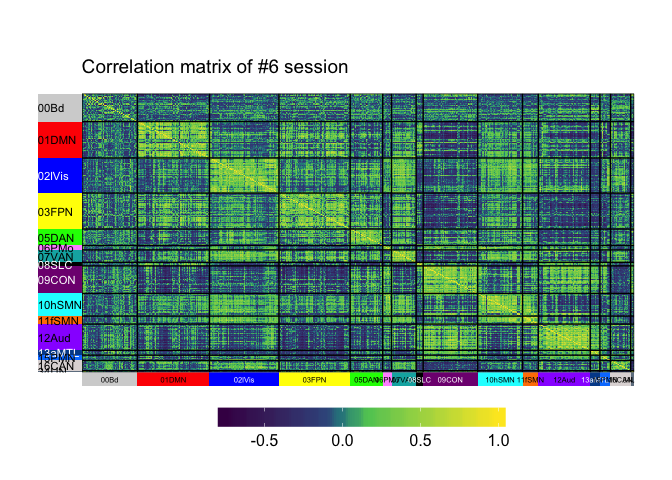 Correlation matrix of #6 session
00Bd
01DMN
02lVis
03FPN
05DAN
06PMo
07VAN
08SLC
09CON
10hSMN
11fSMN
12Aud
13aMTL
16CAN
00Bd 01DMN 02lVis 03FPN 05DAN 08SLC 09CON 10hSMN 11fSMN 12Aud
-0.5 0.0 0.5 1.0